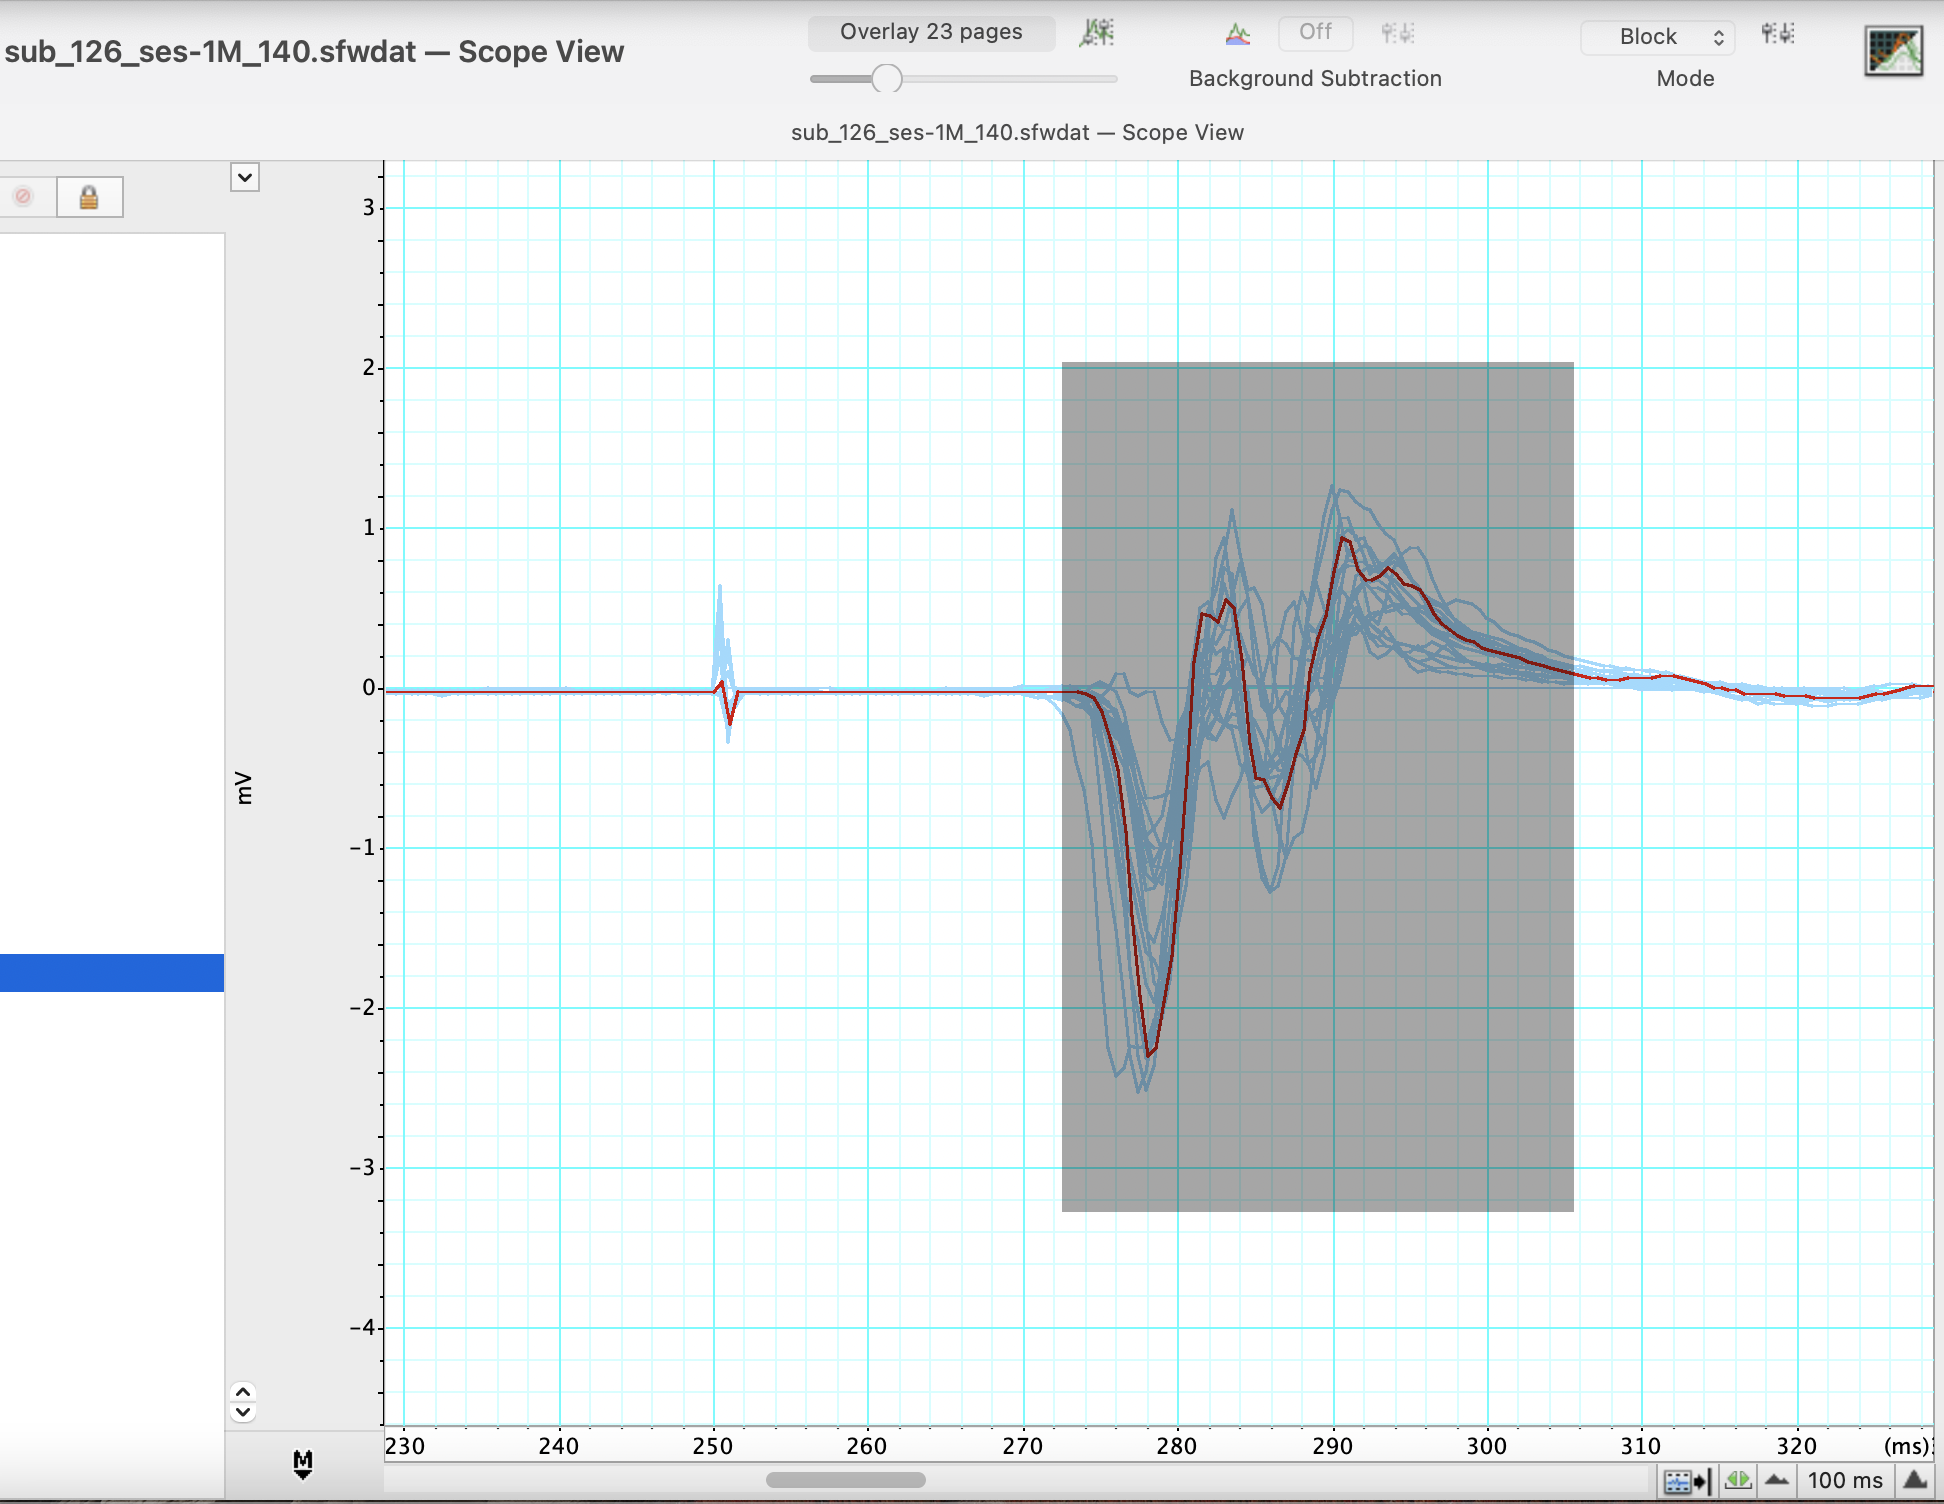 sub_126_ses-1M_140.sfwdat — Scope View
Overlay 23 pages
Off
Block
Background Subtraction
Mode
sub_126_ses-1M_140.sfwdat — Scope View
3
2
1
0
mV
−1
−2
−3
−4
230 240 250 260 270 280 290 300 310 320 (ms)
M
100 ms